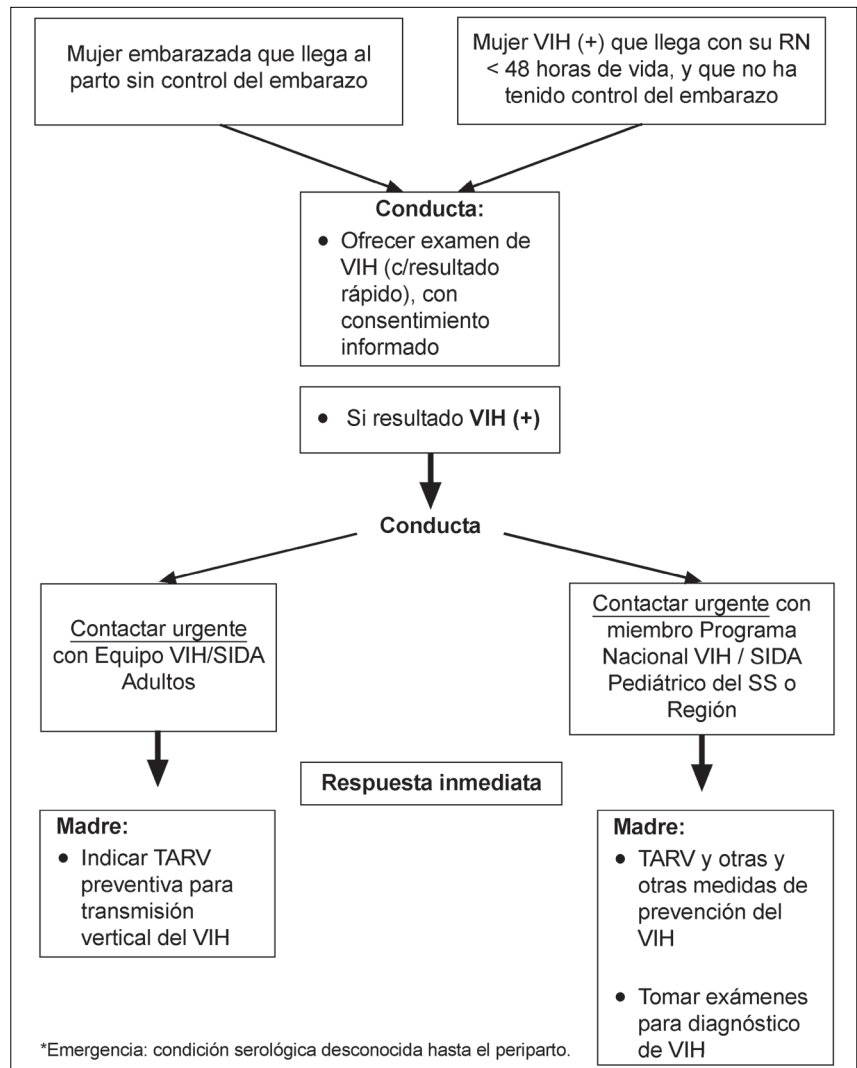 Mujer embarazada que llega al
parto sin control del embarazo
Mujer VIH (+) que llega con su RN
< 48 horas de vida, y que no ha
tenido control del embarazo
Conducta:
• Ofrecer examen de
VIH (c/resultado
rápido), con
consentimiento
informado
• Si resultado VIH (+)
Conducta
Contactar urgente
con Equipo VIH/SIDA
Adultos
Contactar urgente con
miembro Programa
Nacional VIH / SIDA
Pediátrico del SS o
Región
Respuesta inmediata
Madre:
• Indicar TARV
preventiva para
transmisión
vertical del VIH
Madre:
• TARV y otras y
otras medidas de
prevención del
VIH
• Tomar exámenes
para diagnóstico
de VIH
*Emergencia: condición serológica desconocida hasta el periparto.